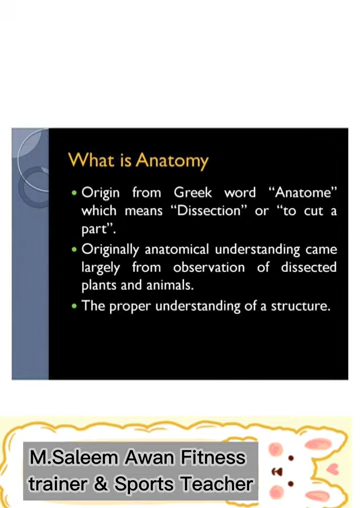 What is Anatomy
• Origin from Greek word “Anatome”
which means “Dissection” or “to cut a
part”.
• Originally anatomical understanding came
largely from observation of dissected
plants and animals.
• The proper understanding of a structure.
M.Saleem Awan Fitness
trainer & Sports Teacher